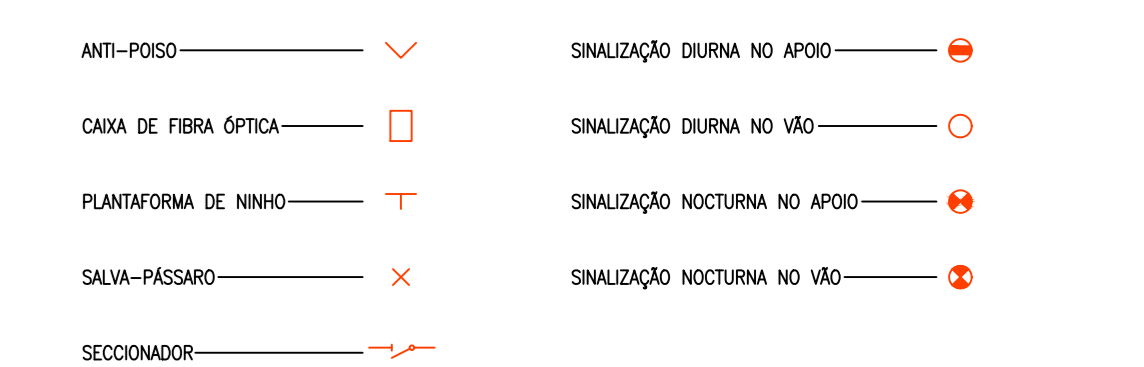 ANTI-POISO
CAIXA DE FIBRA ÓPTICA
PLANTAFORMA DE NINHO
SALVA-PÁSSARO
SECCIONADOR
SINALIZAÇÃO DIURNA NO APOIO
SINALIZAÇÃO DIURNA NO VÃO
SINALIZAÇÃO NOCTURNA NO APOIO
SINALIZAÇÃO NOCTURNA NO VÃO